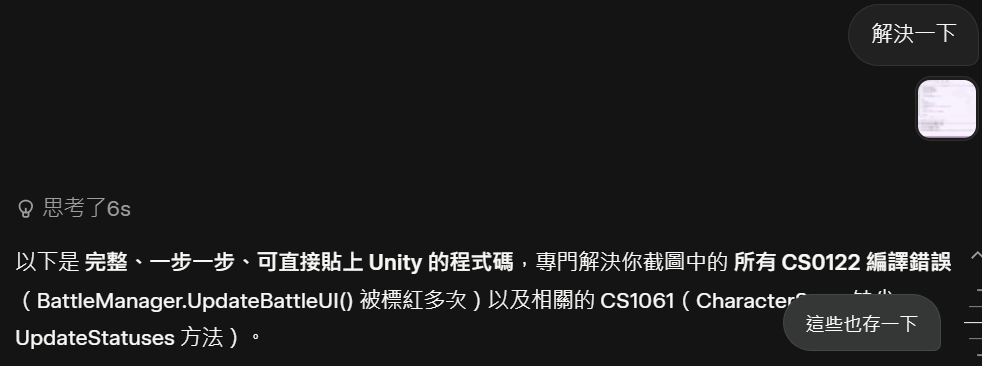 解決一下
思考了6s
以下是 完整、一步一步、可直接貼上 Unity 的程式碼，專門解決你截圖中的 所有 CS0122 編譯錯誤
（BattleManager.UpdateBattleUI() 被標紅多次）以及相關的 CS1061（
這些也存一下
UpdateStatuses 方法）。